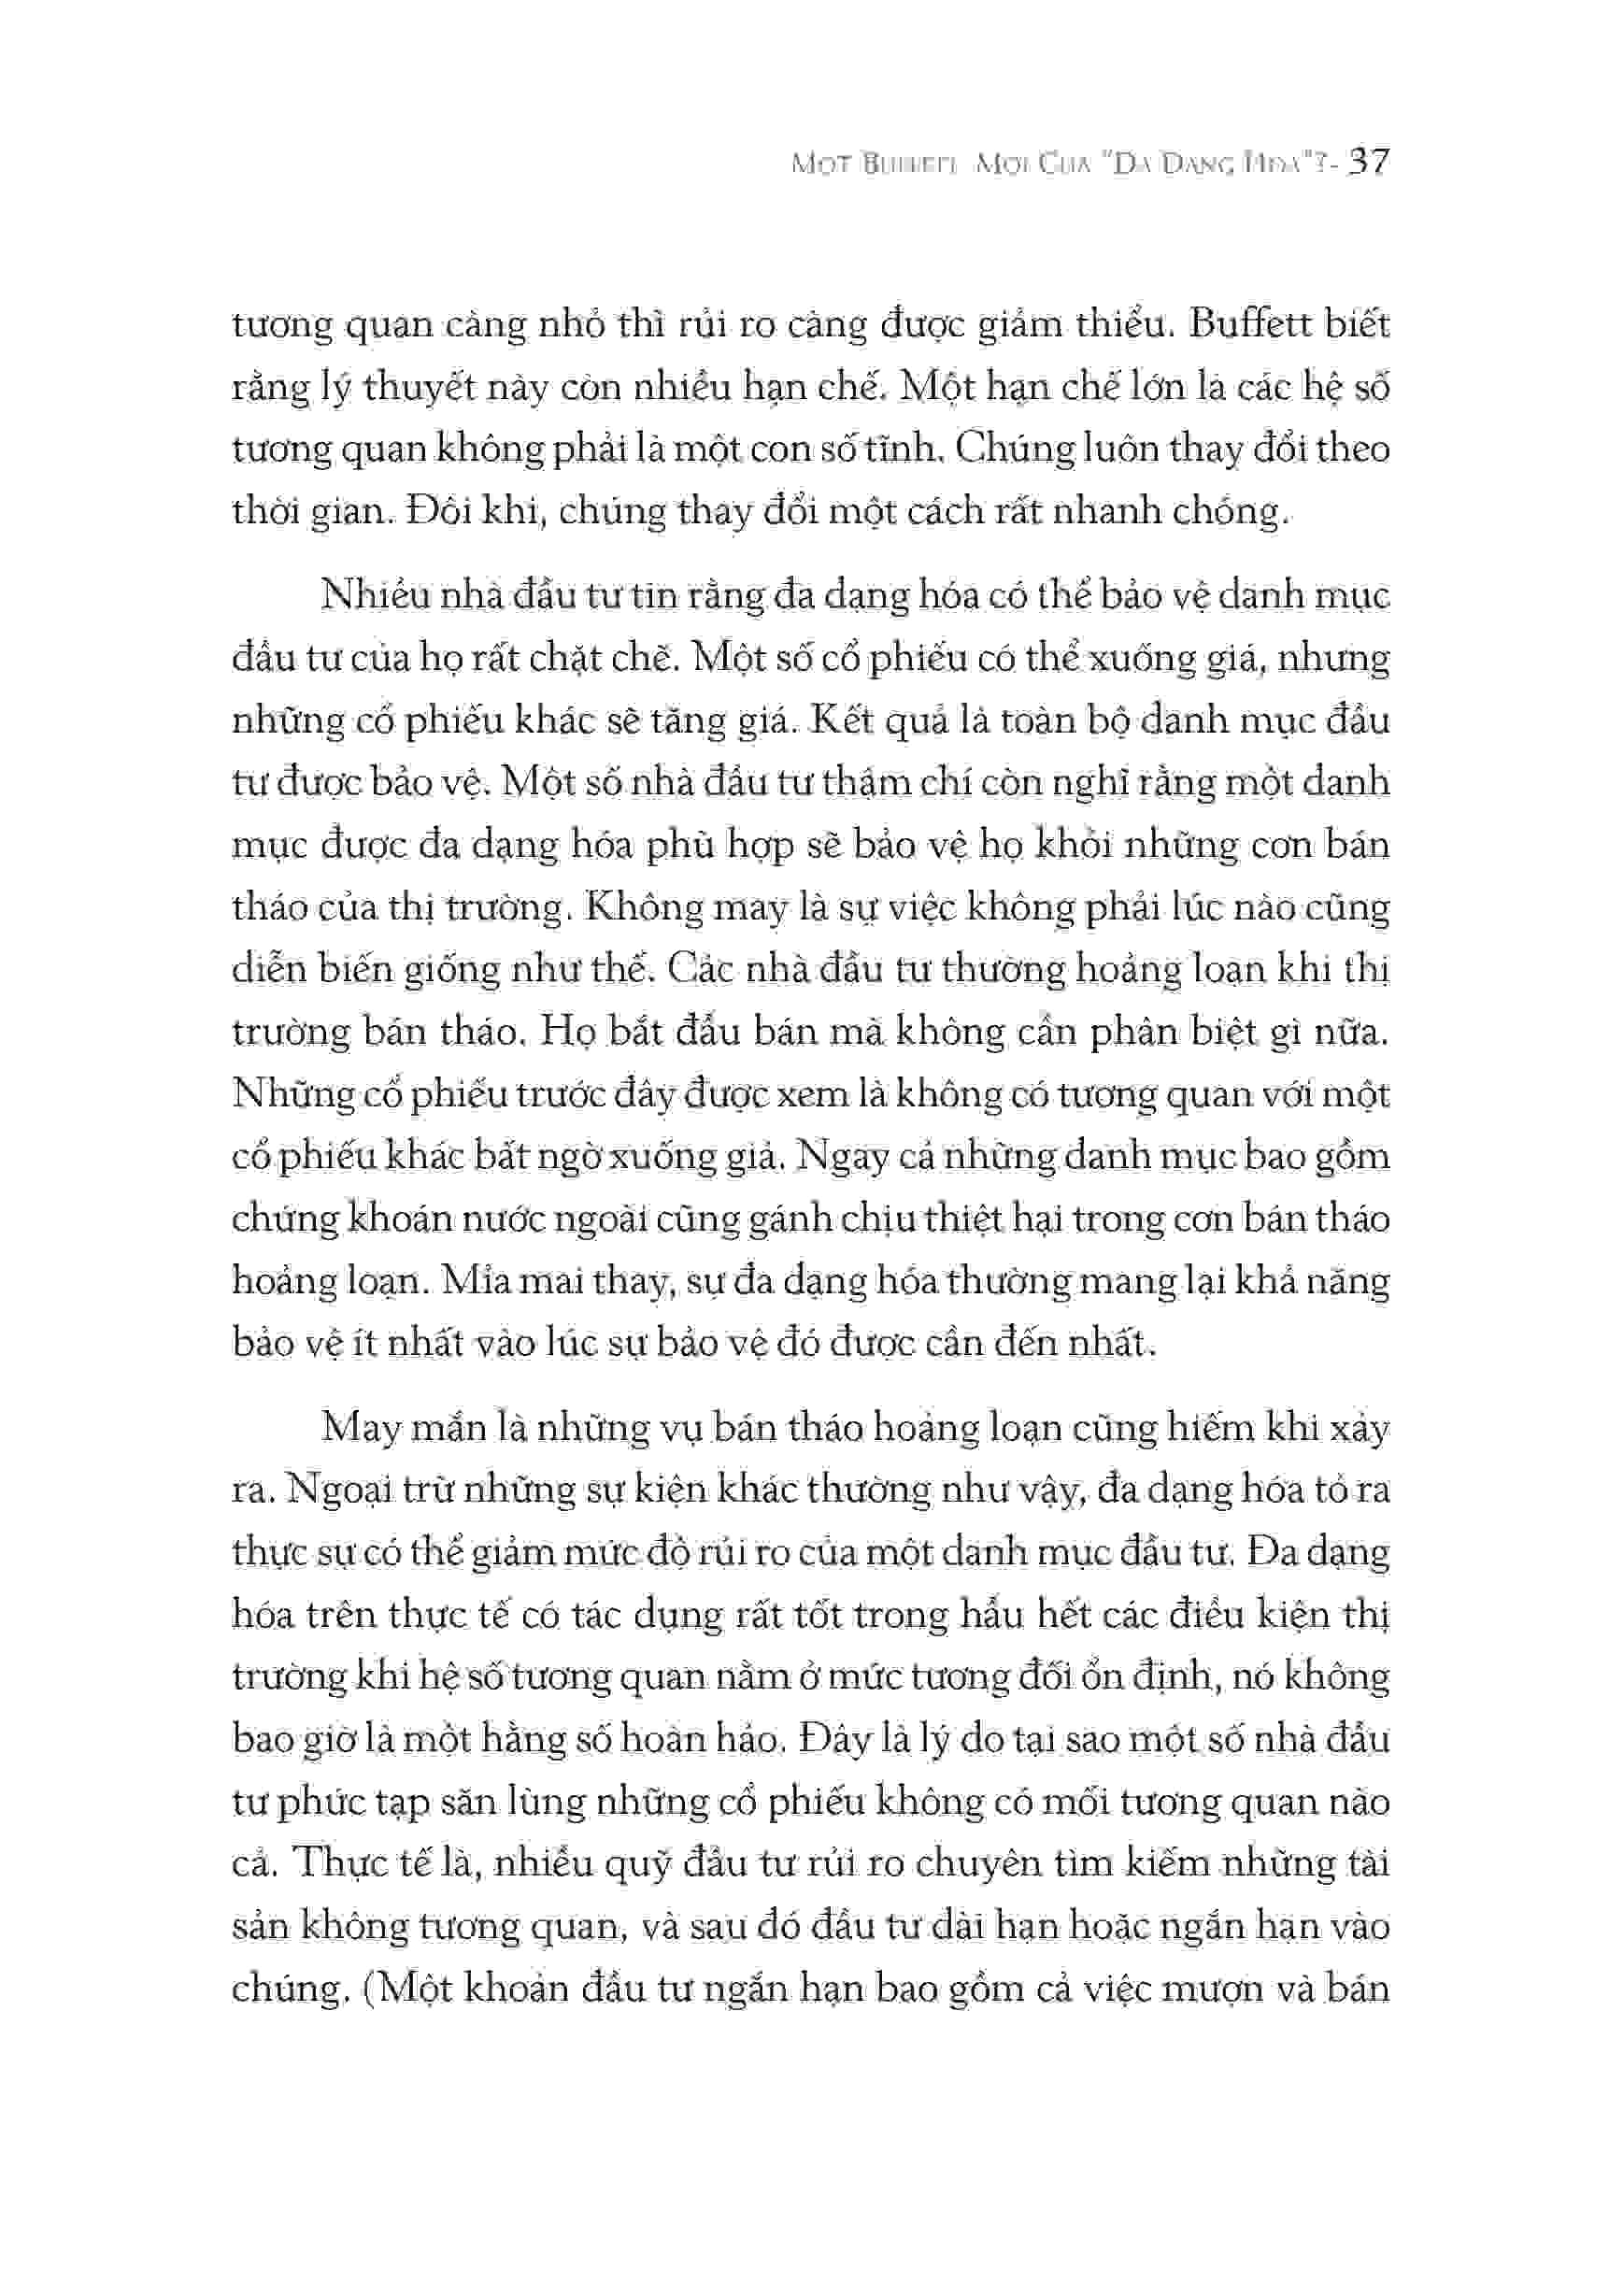 MỘT BUFFETT MỚI CỦA "ĐA DẠNG HÓA"?- 37
tương quan càng nhỏ thì rủi ro càng được giảm thiểu. Buffett biết
rằng lý thuyết này còn nhiều hạn chế. Một hạn chế lớn là các hệ số
tương quan không phải là một con số tĩnh. Chúng luôn thay đổi theo
thời gian. Đôi khi, chúng thay đổi một cách rất nhanh chóng.
Nhiều nhà đầu tư tin rằng đa dạng hóa có thể bảo vệ danh mục
đầu tư của họ rất chặt chẽ. Một số cổ phiếu có thể xuống giá, nhưng
những cổ phiếu khác sẽ tăng giá. Kết quả là toàn bộ danh mục đầu
tư được bảo vệ. Một số nhà đầu tư thậm chí còn nghĩ rằng một danh
mục được đa dạng hóa phù hợp sẽ bảo vệ họ khỏi những cơn bán
tháo của thị trường. Không may là sự việc không phải lúc nào cũng
diễn biến giống như thế. Các nhà đầu tư thường hoảng loạn khi thị
trường bán tháo. Họ bắt đầu bán mà không cần phân biệt gì nữa.
Những cổ phiếu trước đây được xem là không có tương quan với một
cổ phiếu khác bất ngờ xuống giá. Ngay cả những danh mục bao gồm
chứng khoán nước ngoài cũng gánh chịu thiệt hại trong cơn bán tháo
hoảng loạn. Mỉa mai thay, sự đa dạng hóa thường mang lại khả năng
bảo vệ ít nhất vào lúc sự bảo vệ đó được cần đến nhất.
May mắn là những vụ bán tháo hoảng loạn cũng hiếm khi xảy
ra. Ngoại trừ những sự kiện khác thường như vậy, đa dạng hóa tỏ ra
thực sự có thể giảm mức độ rủi ro của một danh mục đầu tư. Đa dạng
hóa trên thực tế có tác dụng rất tốt trong hầu hết các điều kiện thị
trường khi hệ số tương quan nằm ở mức tương đối ổn định, nó không
bao giờ là một hằng số hoàn hảo. Đây là lý do tại sao một số nhà đầu
tư phức tạp săn lùng những cổ phiếu không có mối tương quan nào
cả. Thực tế là, nhiều quỹ đầu tư rủi ro chuyên tìm kiếm những tài
sản không tương quan, và sau đó đầu tư dài hạn hoặc ngắn hạn vào
chúng. (Một khoản đầu tư ngắn hạn bao gồm cả việc mượn và bán